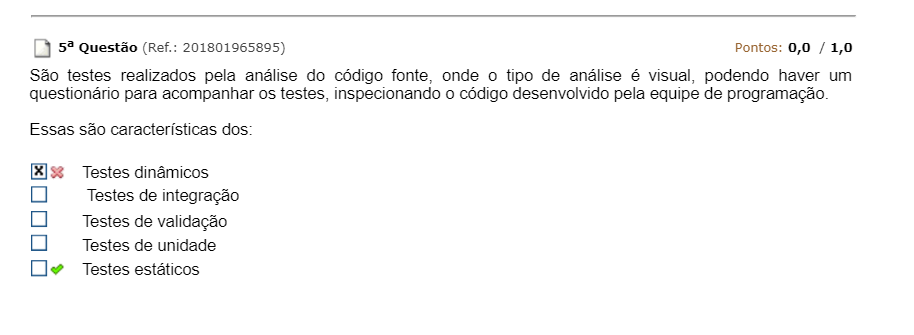 5ª Questão (Ref.: 201801965895) Pontos: 0,0 / 1,0
São testes realizados pela análise do código fonte, onde o tipo de análise é visual, podendo haver um
questionário para acompanhar os testes, inspecionando o código desenvolvido pela equipe de programação.
Essas são características dos:
Testes dinâmicos
Testes de integração
Testes de validação
Testes de unidade
Testes estáticos